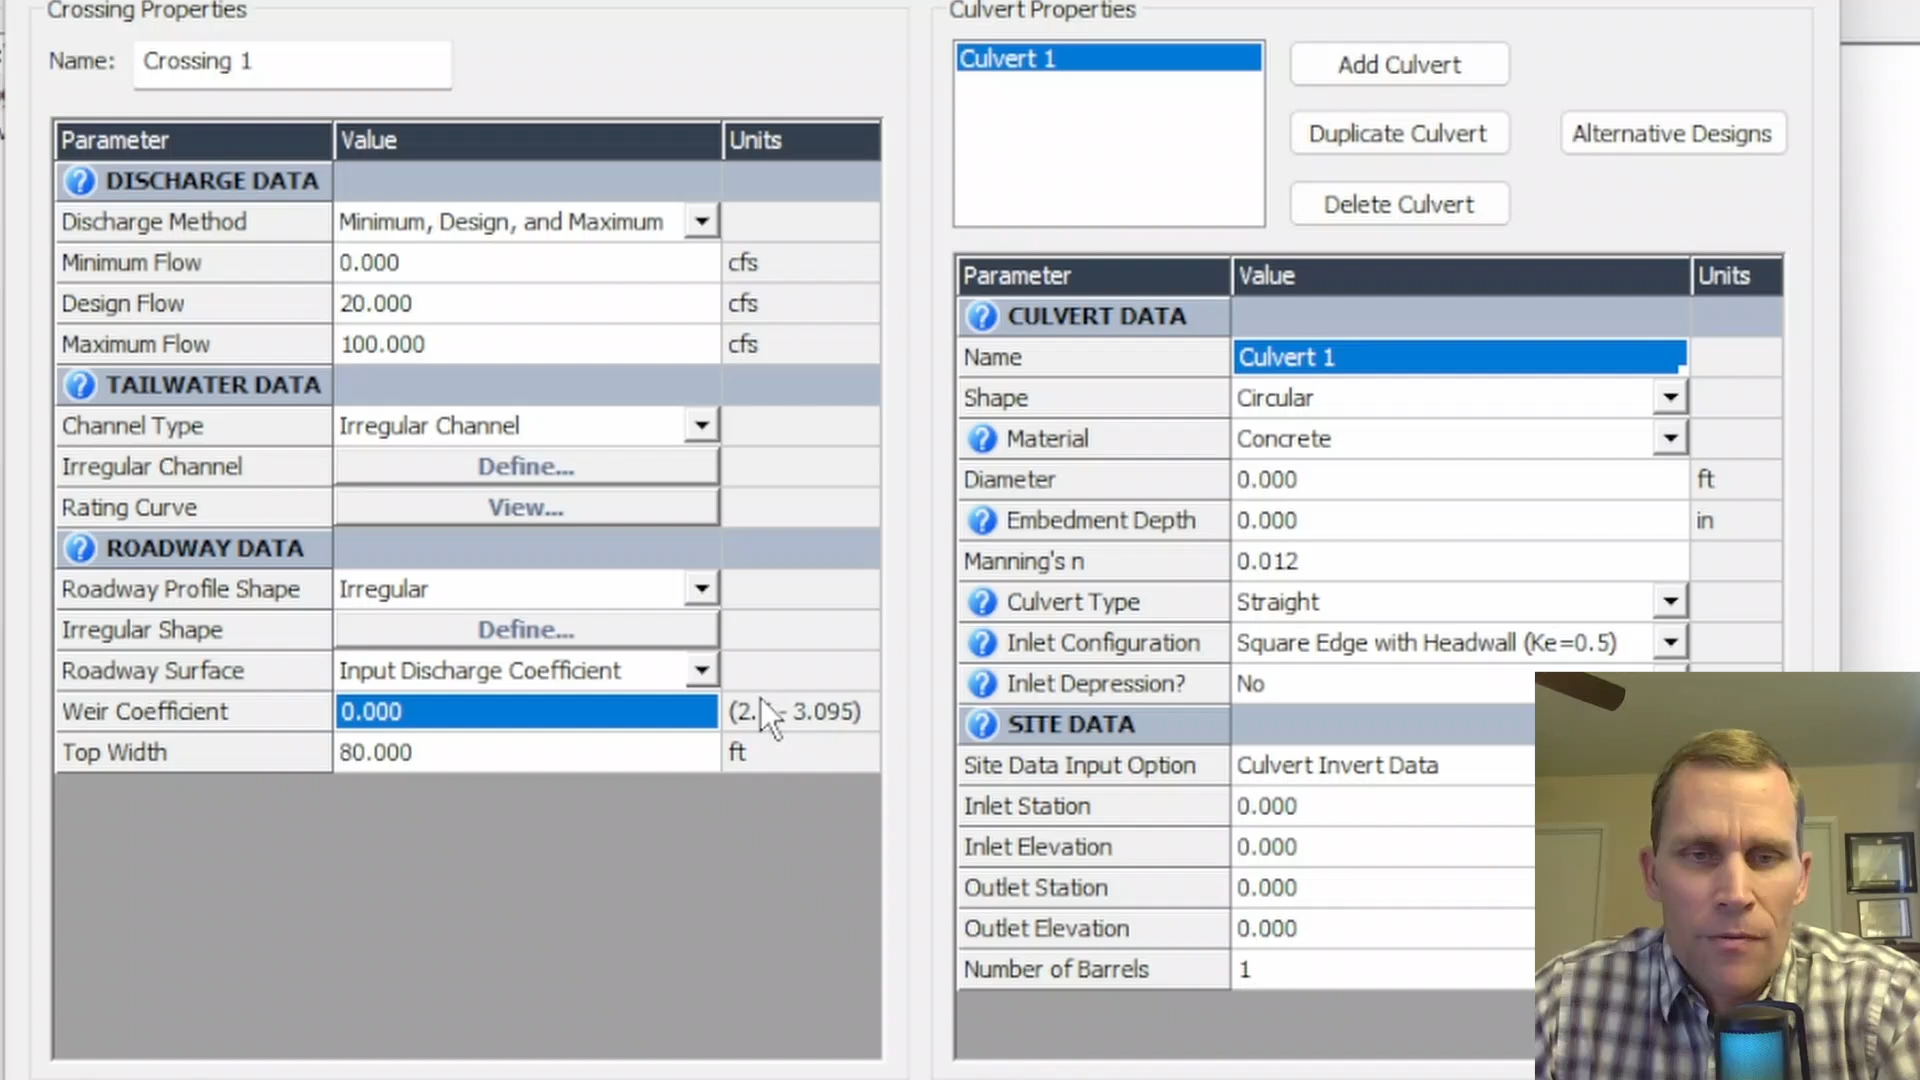 Crossing Properties
Name: Crossing 1
Parameter Value Units
DISCHARGE DATA
Discharge Method Minimum, Design, and Maximum
Minimum Flow 0.000 cfs
Design Flow 20.000 cfs
Maximum Flow 100.000 cfs
TAILWATER DATA
Channel Type Irregular Channel
Irregular Channel Define...
Rating Curve View...
ROADWAY DATA
Roadway Profile Shape Irregular
Irregular Shape Define...
Roadway Surface Input Discharge Coefficient
Weir Coefficient 0.000 (2. - 3.095)
Top Width 80.000 ft
Culvert Properties
Culvert 1
Add Culvert
Duplicate Culvert
Alternative Designs
Delete Culvert
Parameter Value Units
CULVERT DATA
Name Culvert 1
Shape Circular
Material Concrete
Diameter 0.000 ft
Embedment Depth 0.000 in
Manning's n 0.012
Culvert Type Straight
Inlet Configuration Square Edge with Headwall (Ke=0.5)
Inlet Depression? No
SITE DATA
Site Data Input Option Culvert Invert Data
Inlet Station 0.000
Inlet Elevation 0.000
Outlet Station 0.000
Outlet Elevation 0.000
Number of Barrels 1